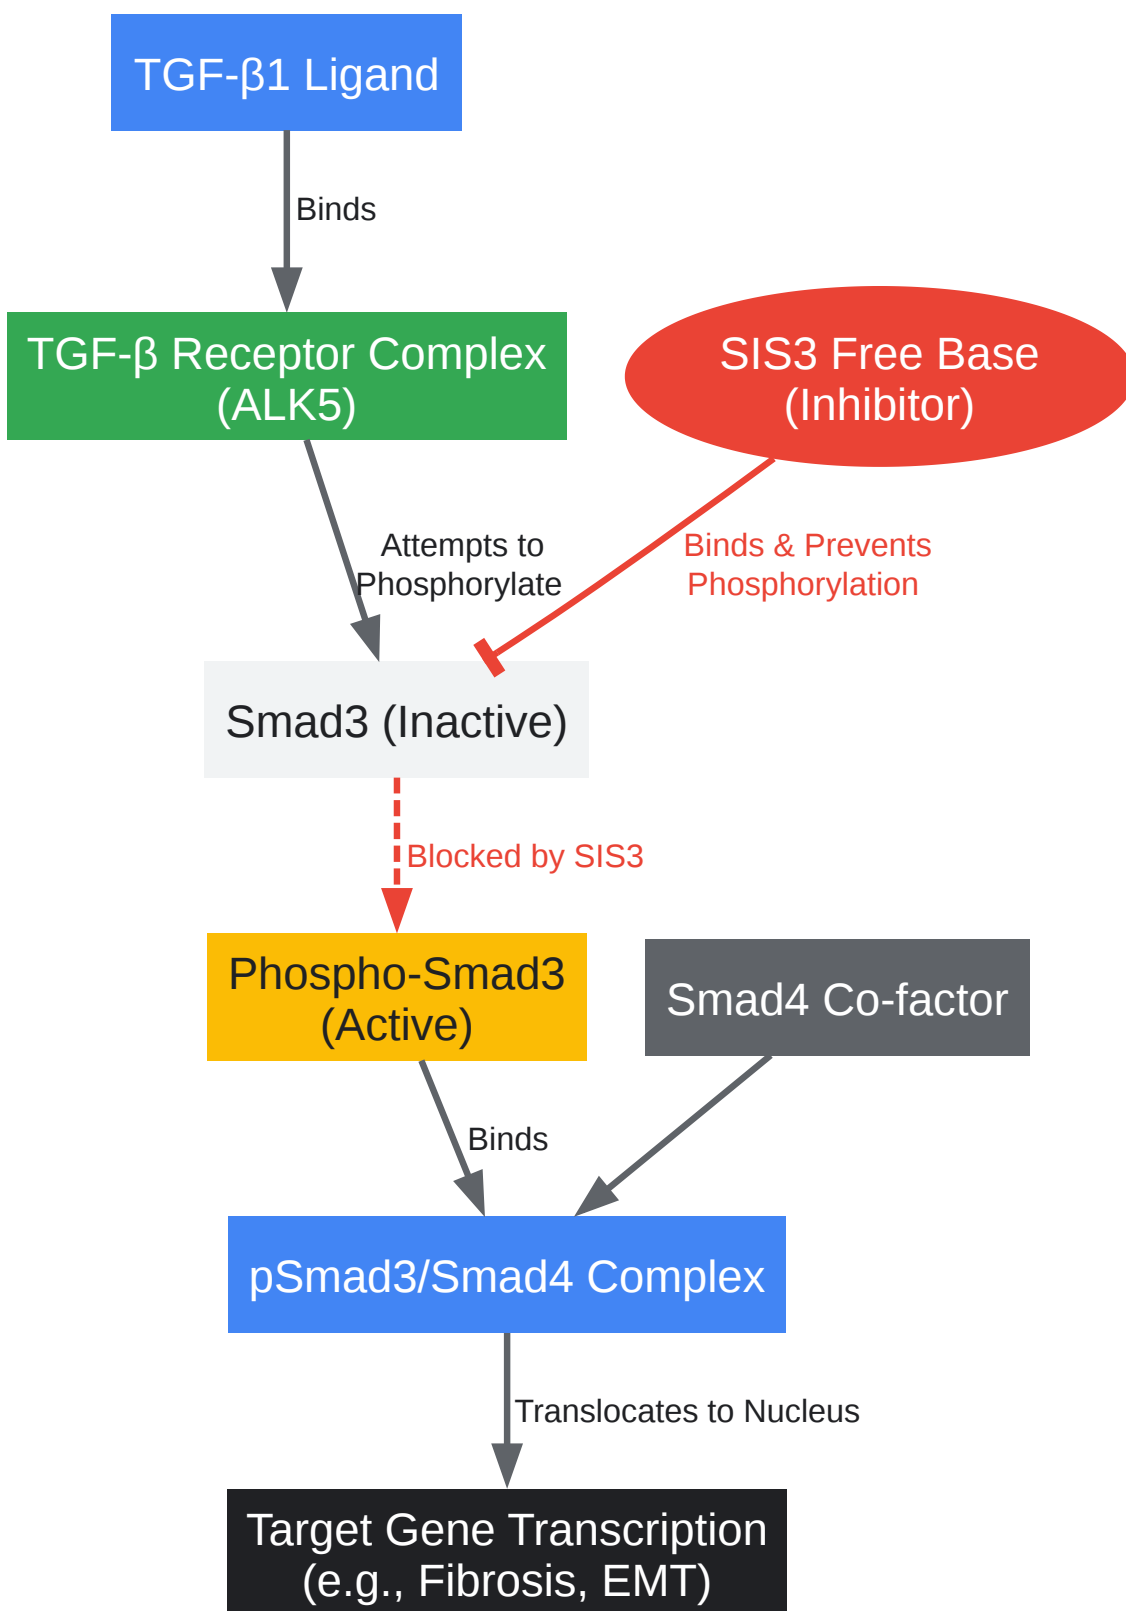 TGF-β1 Ligand
Binds
TGF-β Receptor Complex
(ALK5)
SIS3 Free Base
(Inhibitor)
Attempts to
Phosphorylate
Binds & Prevents
Phosphorylation
Smad3 (Inactive)
Blocked by SIS3
Phospho-Smad3
(Active)
Smad4 Co-factor
Binds
pSmad3/Smad4 Complex
Translocates to Nucleus
Target Gene Transcription
(e.g., Fibrosis, EMT)